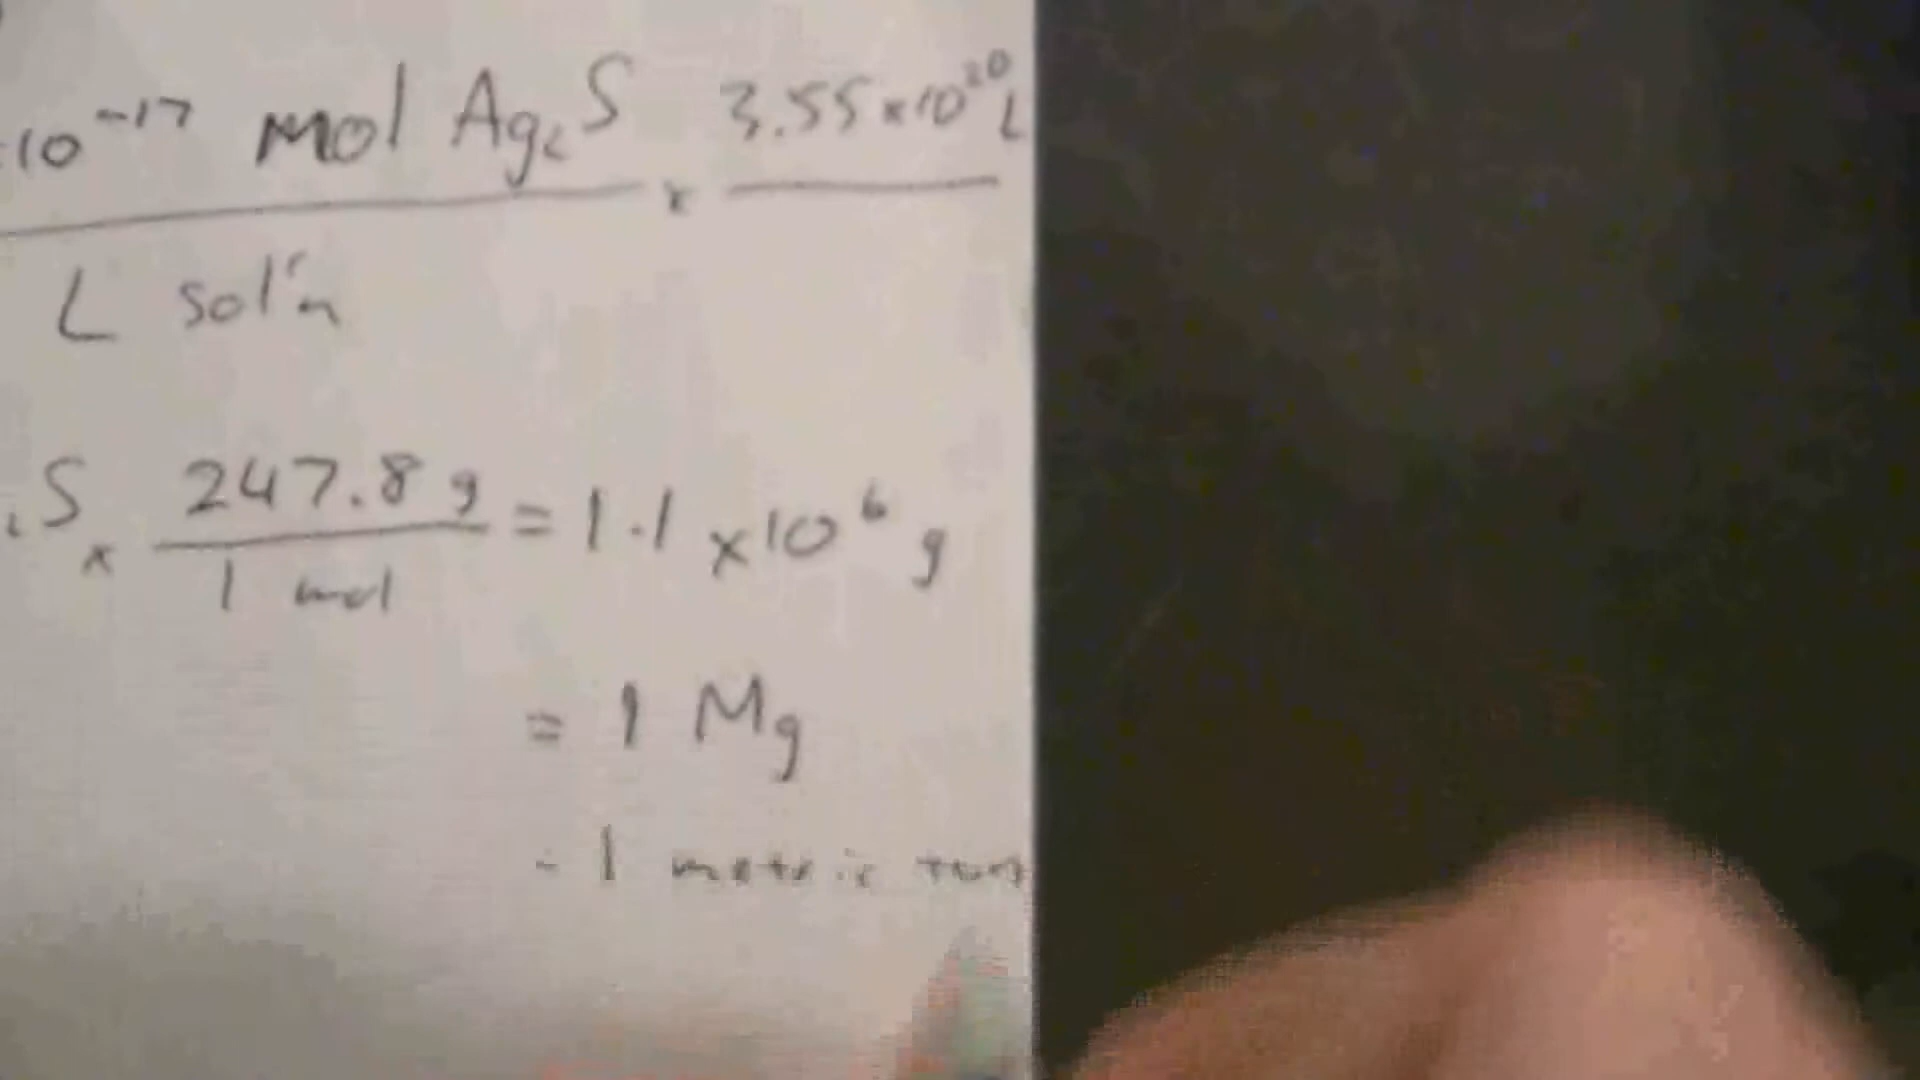 10⁻¹⁷ mol Ag₂S × 3.55×10²⁰ L
L sol'n
₂S × 247.8 g = 1.1 ×10⁶ g
1 mol
= 1 Mg
- 1 metric